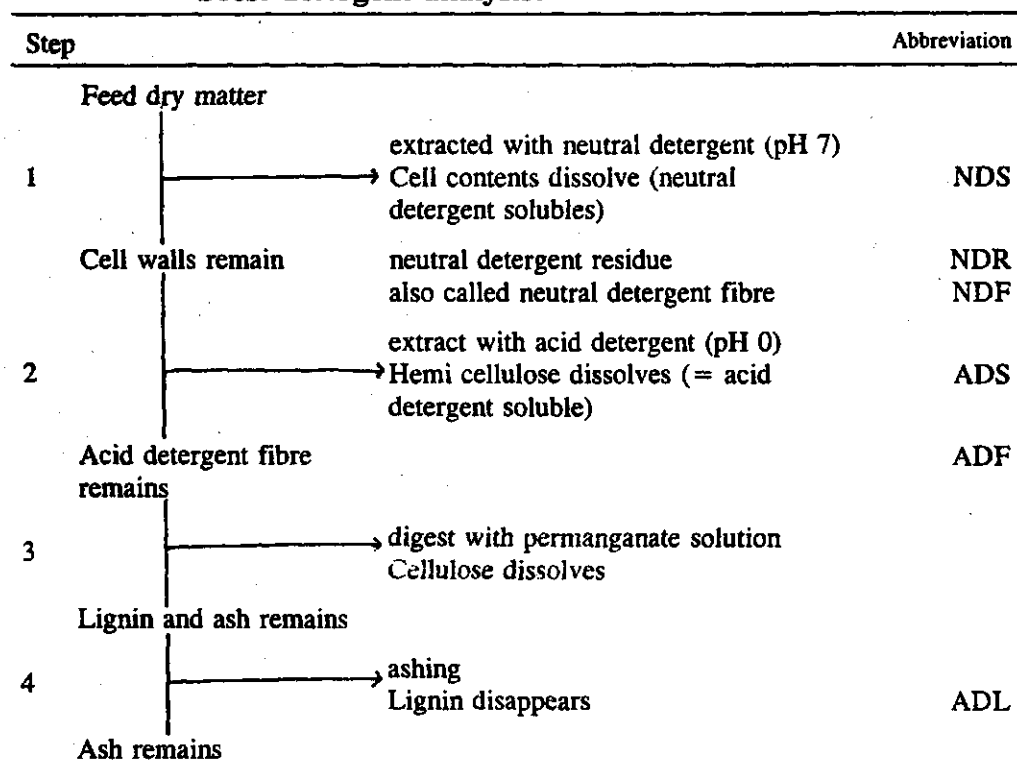 Step Abbreviation
Feed dry matter
extracted with neutral detergent (pH 7)
1 Cell contents dissolve (neutral NDS
detergent solubles)
Cell walls remain neutral detergent residue NDR
also called neutral detergent fibre NDF
extract with acid detergent (pH 0)
2 Hemi cellulose dissolves (= acid ADS
detergent soluble)
Acid detergent fibre ADF
remains
3 digest with permanganate solution
Cellulose dissolves
Lignin and ash remains
4 ashing
Lignin disappears ADL
Ash remains